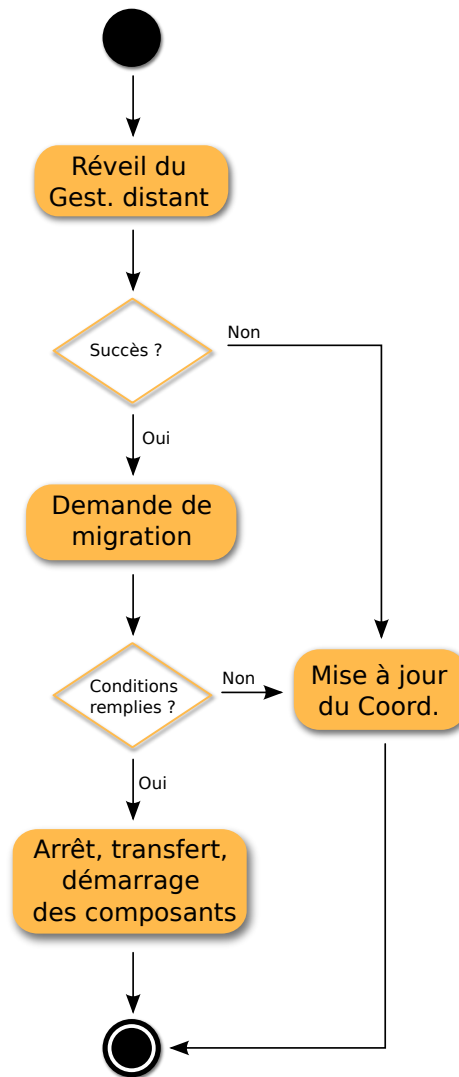 Réveil du
Gest. distant
Succès ?
Non
Oui
Demande de
migration
Conditions
remplies ?
Non
Mise à jour
du Coord.
Oui
Arrêt, transfert,
démarrage
des composants